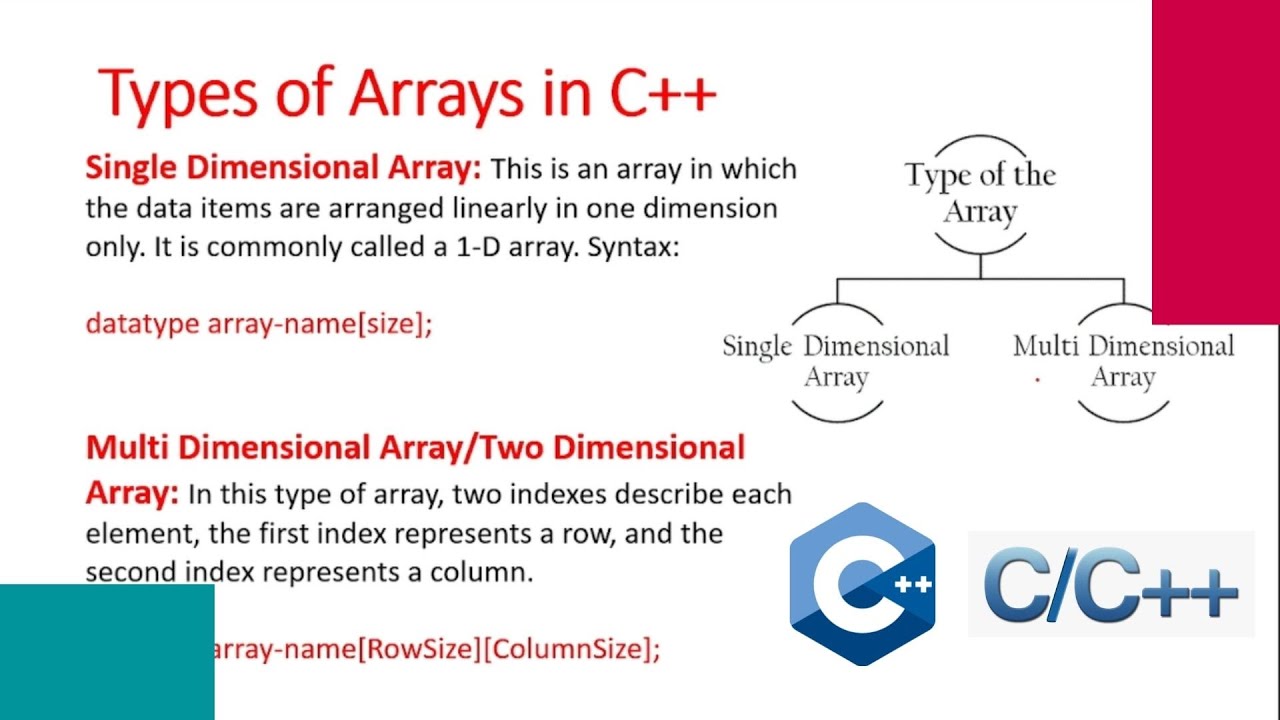 Types of Arrays in C++
Single Dimensional Array: This is an array in which
the data items are arranged linearly in one dimension
only. It is commonly called a 1-D array. Syntax:
datatype array-name[size];
Multi Dimensional Array/Two Dimensional
Array: In this type of array, two indexes describe each
element, the first index represents a row, and the
second index represents a column.
array-name[RowSize][ColumnSize];
Type of the
Array
Single Dimensional
Array
Multi Dimensional
Array
C++
C/C++